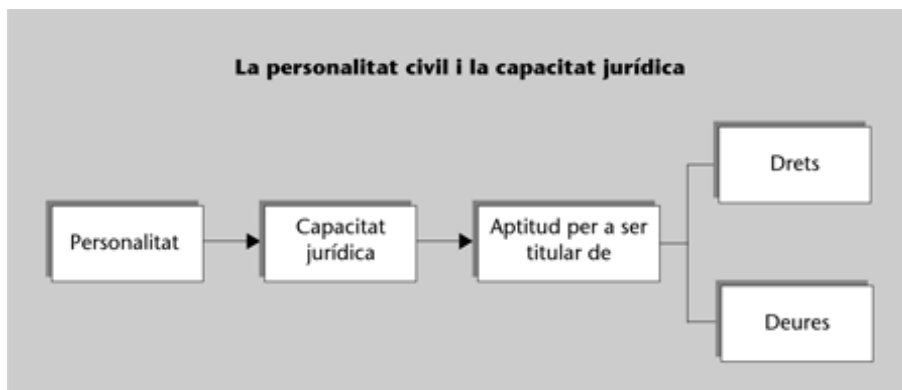 La personalitat civil i la capacitat jurídica
Personalitat
Capacitat
jurídica
Aptitud per a ser
titular de
Drets
Deures